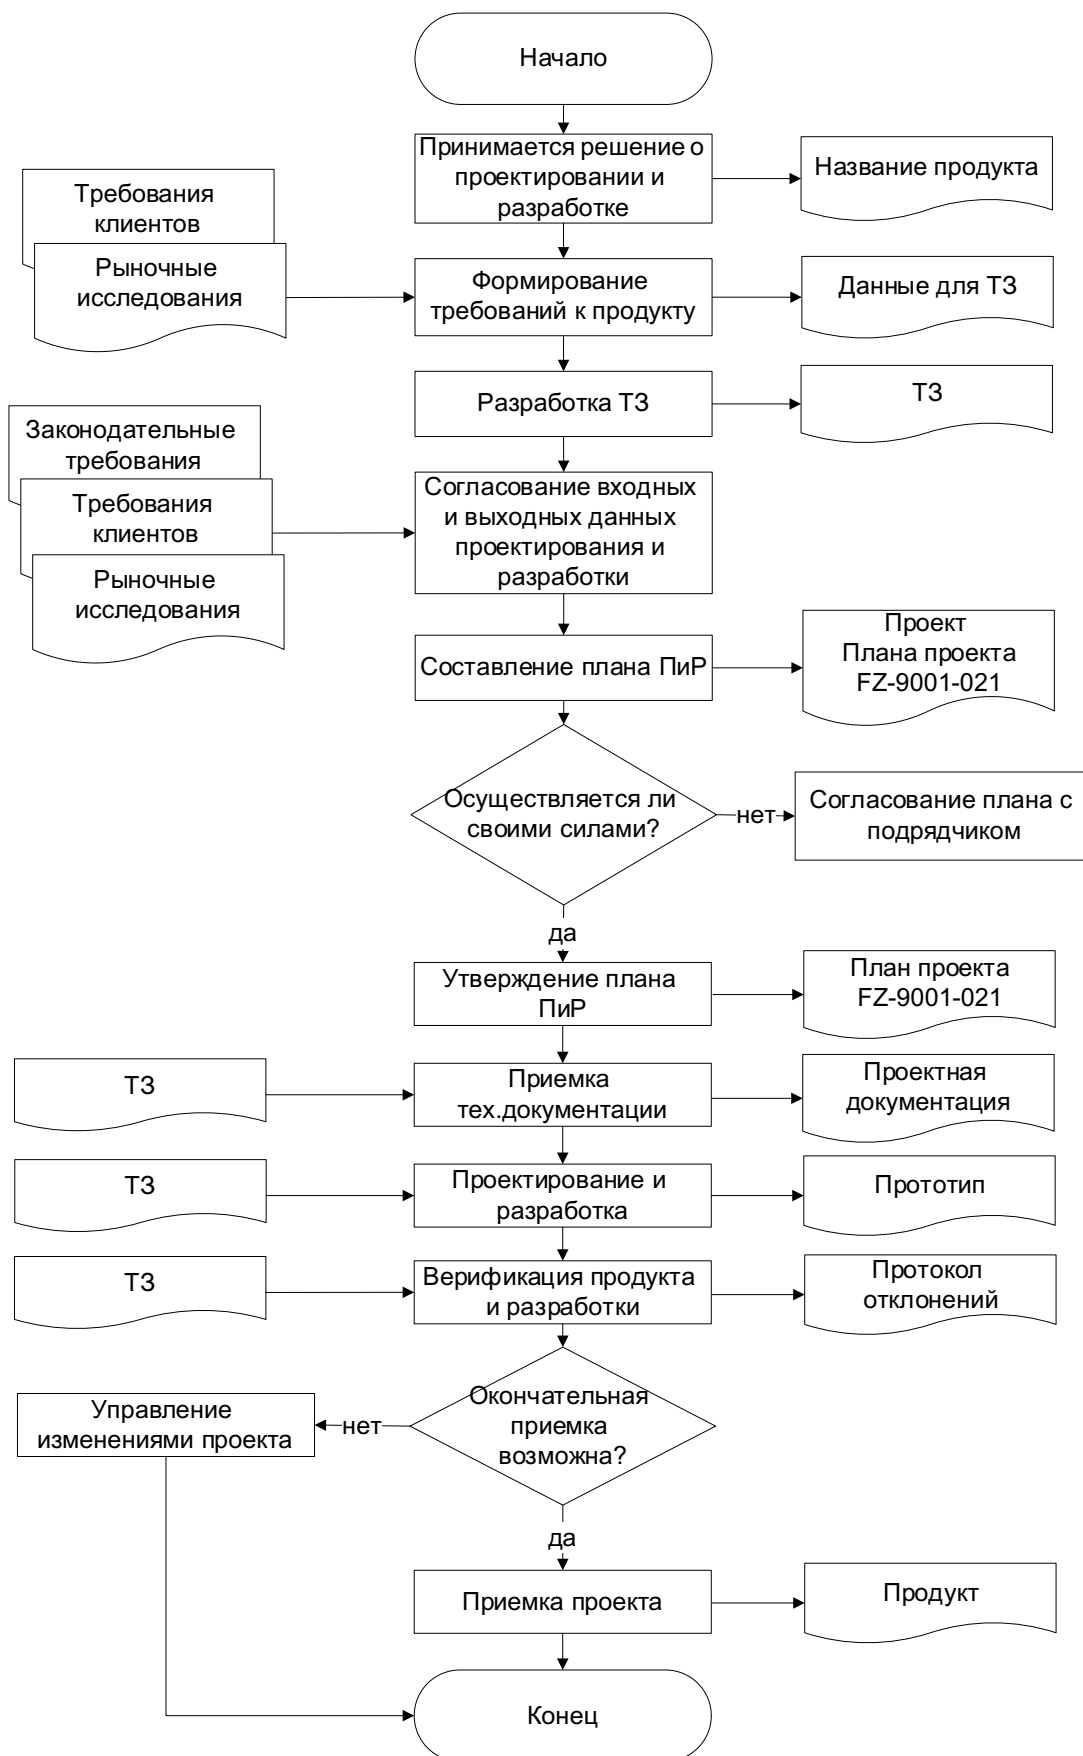 Начало
Принимается решение о
проектировании и
разработке
Название продукта
Требования
клиентов
Рыночные
исследования
Формирование
требований к продукту
Данные для ТЗ
Разработка ТЗ
ТЗ
Законодательные
требования
Требования
клиентов
Рыночные
исследования
Согласование входных
и выходных данных
проектирования и
разработки
Составление плана ПиР
Проект
Плана проекта
FZ-9001-021
Осуществляется ли
своими силами?
нет
Согласование плана с
подрядчиком
да
Утверждение плана
ПиР
План проекта
FZ-9001-021
ТЗ
Приемка
тех.документации
Проектная
документация
ТЗ
Проектирование и
разработка
Прототип
ТЗ
Верификация продукта
и разработки
Протокол
отклонений
Окончательная
приемка
возможна?
нет
Управление
изменениями проекта
да
Приемка проекта
Продукт
Конец